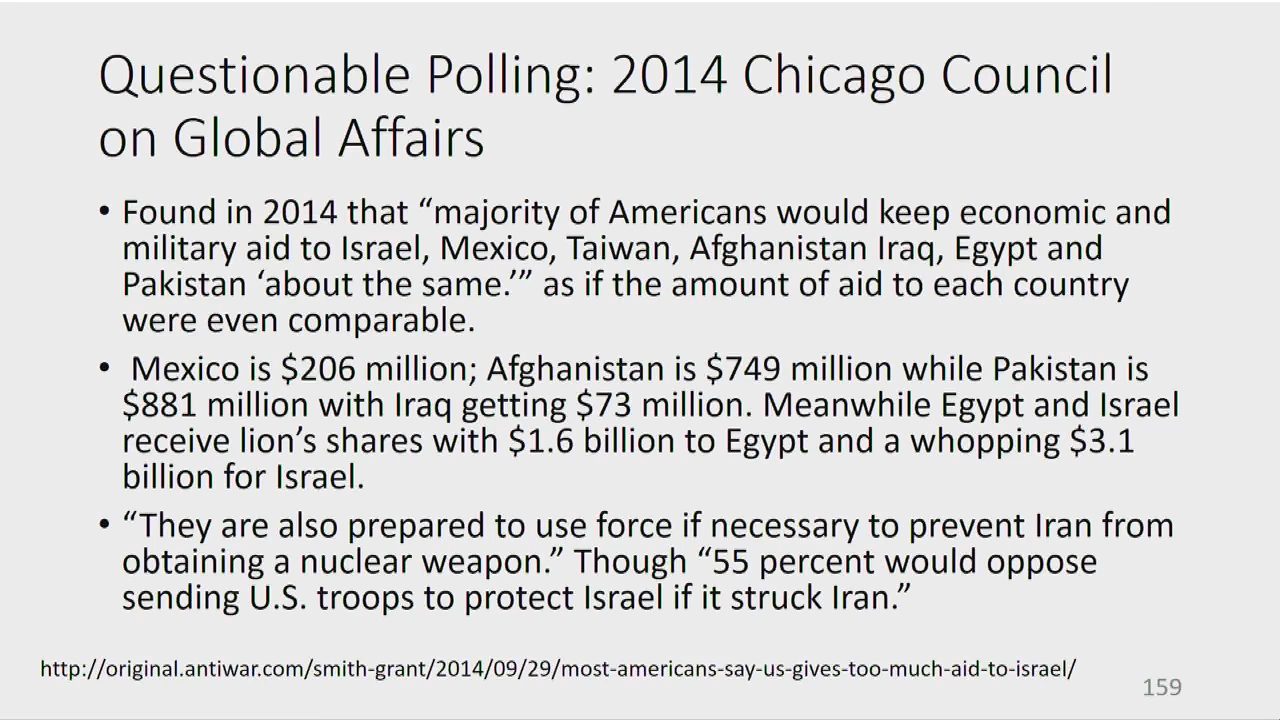 Questionable Polling: 2014 Chicago Council
on Global Affairs
• Found in 2014 that “majority of Americans would keep economic and
military aid to Israel, Mexico, Taiwan, Afghanistan Iraq, Egypt and
Pakistan ‘about the same.’” as if the amount of aid to each country
were even comparable.
• Mexico is $206 million; Afghanistan is $749 million while Pakistan is
$881 million with Iraq getting $73 million. Meanwhile Egypt and Israel
receive lion’s shares with $1.6 billion to Egypt and a whopping $3.1
billion for Israel.
• “They are also prepared to use force if necessary to prevent Iran from
obtaining a nuclear weapon.” Though “55 percent would oppose
sending U.S. troops to protect Israel if it struck Iran.”
http://original.antiwar.com/smith-grant/2014/09/29/most-americans-say-us-gives-too-much-aid-to-israel/
159